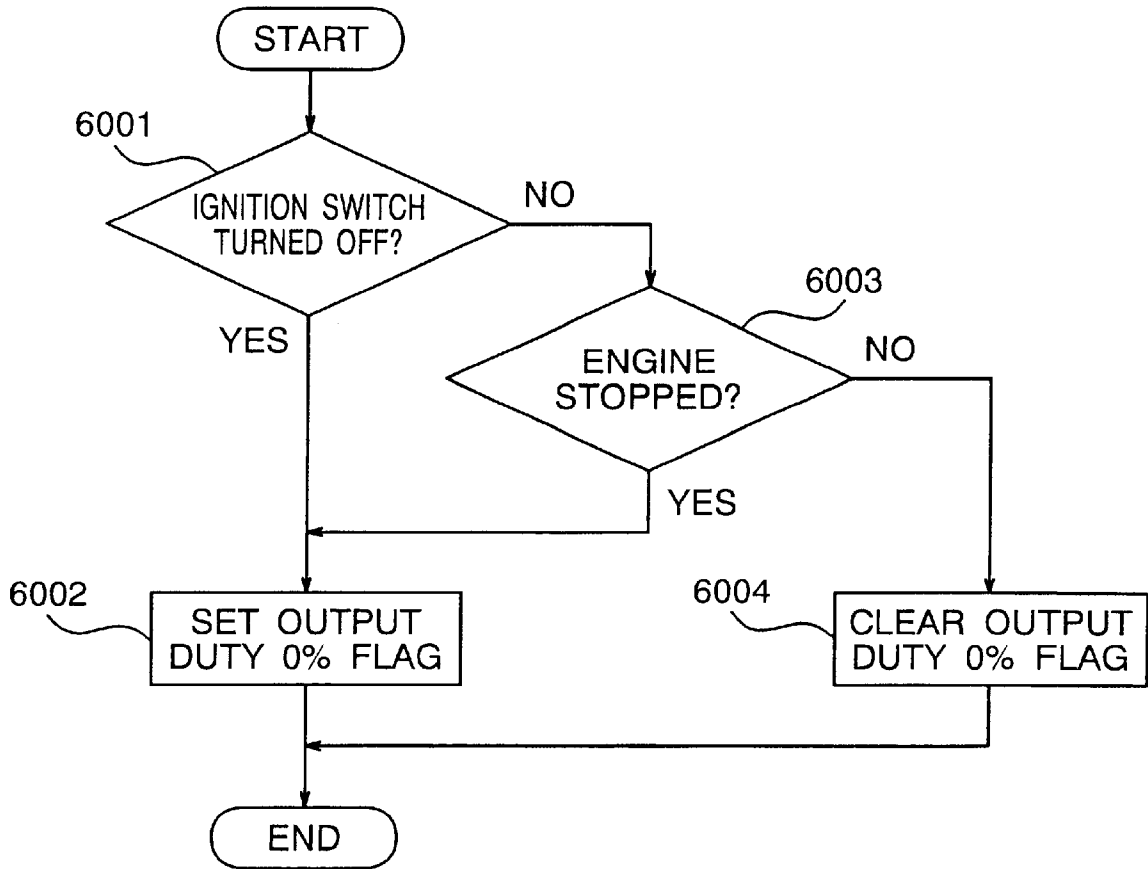 START
6001
IGNITION SWITCH
TURNED OFF?
NO
YES
6003
ENGINE
STOPPED?
NO
YES
6002
SET OUTPUT
DUTY 0% FLAG
6004
CLEAR OUTPUT
DUTY 0% FLAG
END